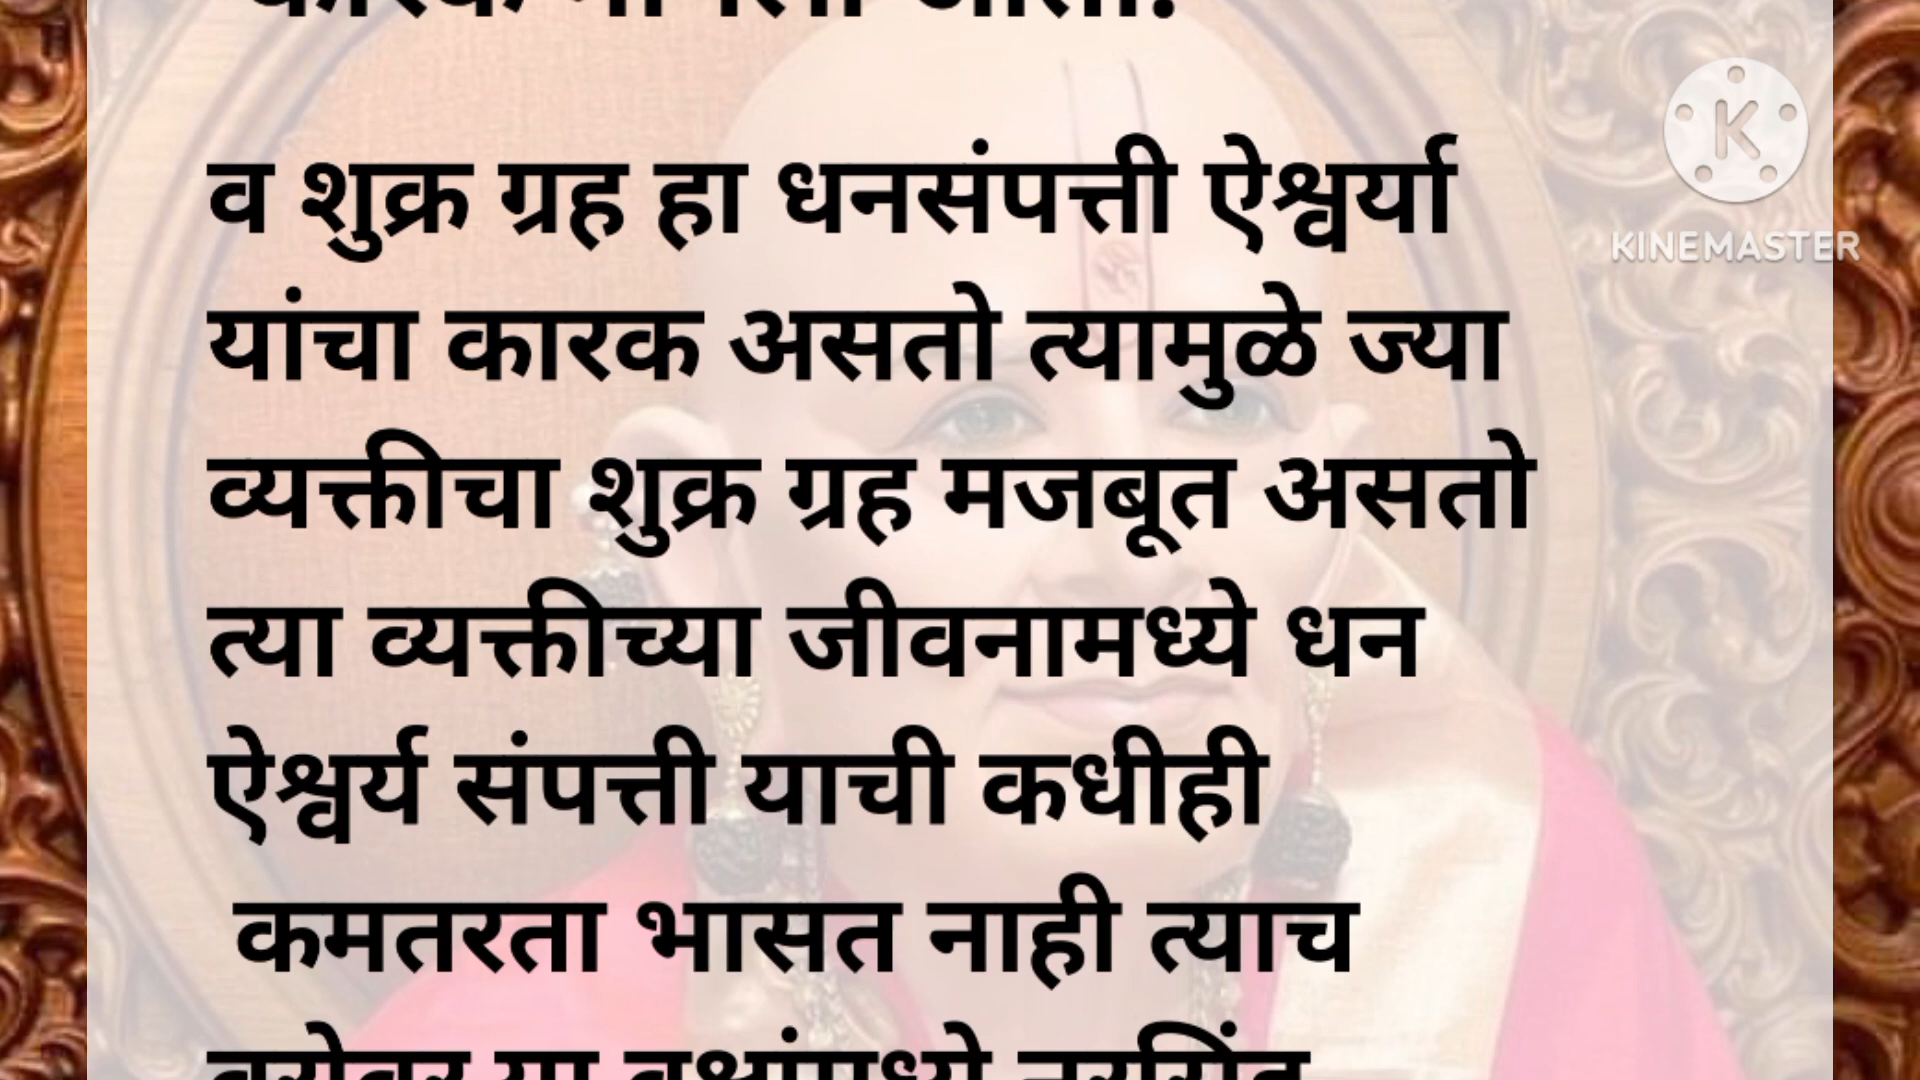 व शुक्र ग्रह हा धनसंपत्ती ऐश्वर्या
यांचा कारक असतो त्यामुळे ज्या
व्यक्तीचा शुक्र ग्रह मजबूत असतो
त्या व्यक्तीच्या जीवनामध्ये धन
ऐश्वर्य संपत्ती याची कधीही
कमतरता भासत नाही त्याच
K
KINEMASTER